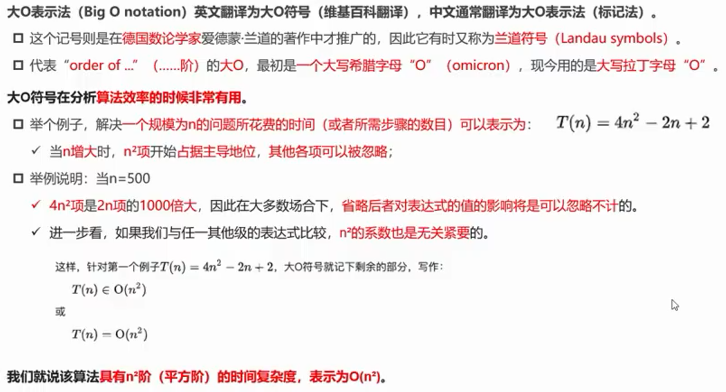 大O表示法（Big O notation）英文翻译为大O符号（维基百科翻译），中文通常翻译为大O表示法（标记法）。
这个记号则是在德国数论学家爱德蒙·兰道的著作中才推广的，因此它有时又称为兰道符号（Landau symbols）。
代表“order of ...”（......阶）的大O，最初是一个大写希腊字母“Ο”（omicron），现今用的是大写拉丁字母“O”。
大O符号在分析算法效率的时候非常有用。
举个例子，解决一个规模为n的问题所花费的时间（或者所需步骤的数目）可以表示为： T(n) = 4n² − 2n + 2
当n增大时，n²项开始占据主导地位，其他各项可以被忽略；
举例说明：当n=500
4n²项是2n项的1000倍大，因此在大多数场合下，省略后者对表达式的值的影响将是可以忽略不计的。
进一步看，如果我们与任一其他级的表达式比较，n²的系数也是无关紧要的。
这样，针对第一个例子T(n) = 4n² − 2n + 2，大O符号就记下剩余的部分，写作：
T(n) ∈ O(n²)
或
T(n) = O(n²)
我们就说该算法具有n²阶（平方阶）的时间复杂度，表示为O(n²)。